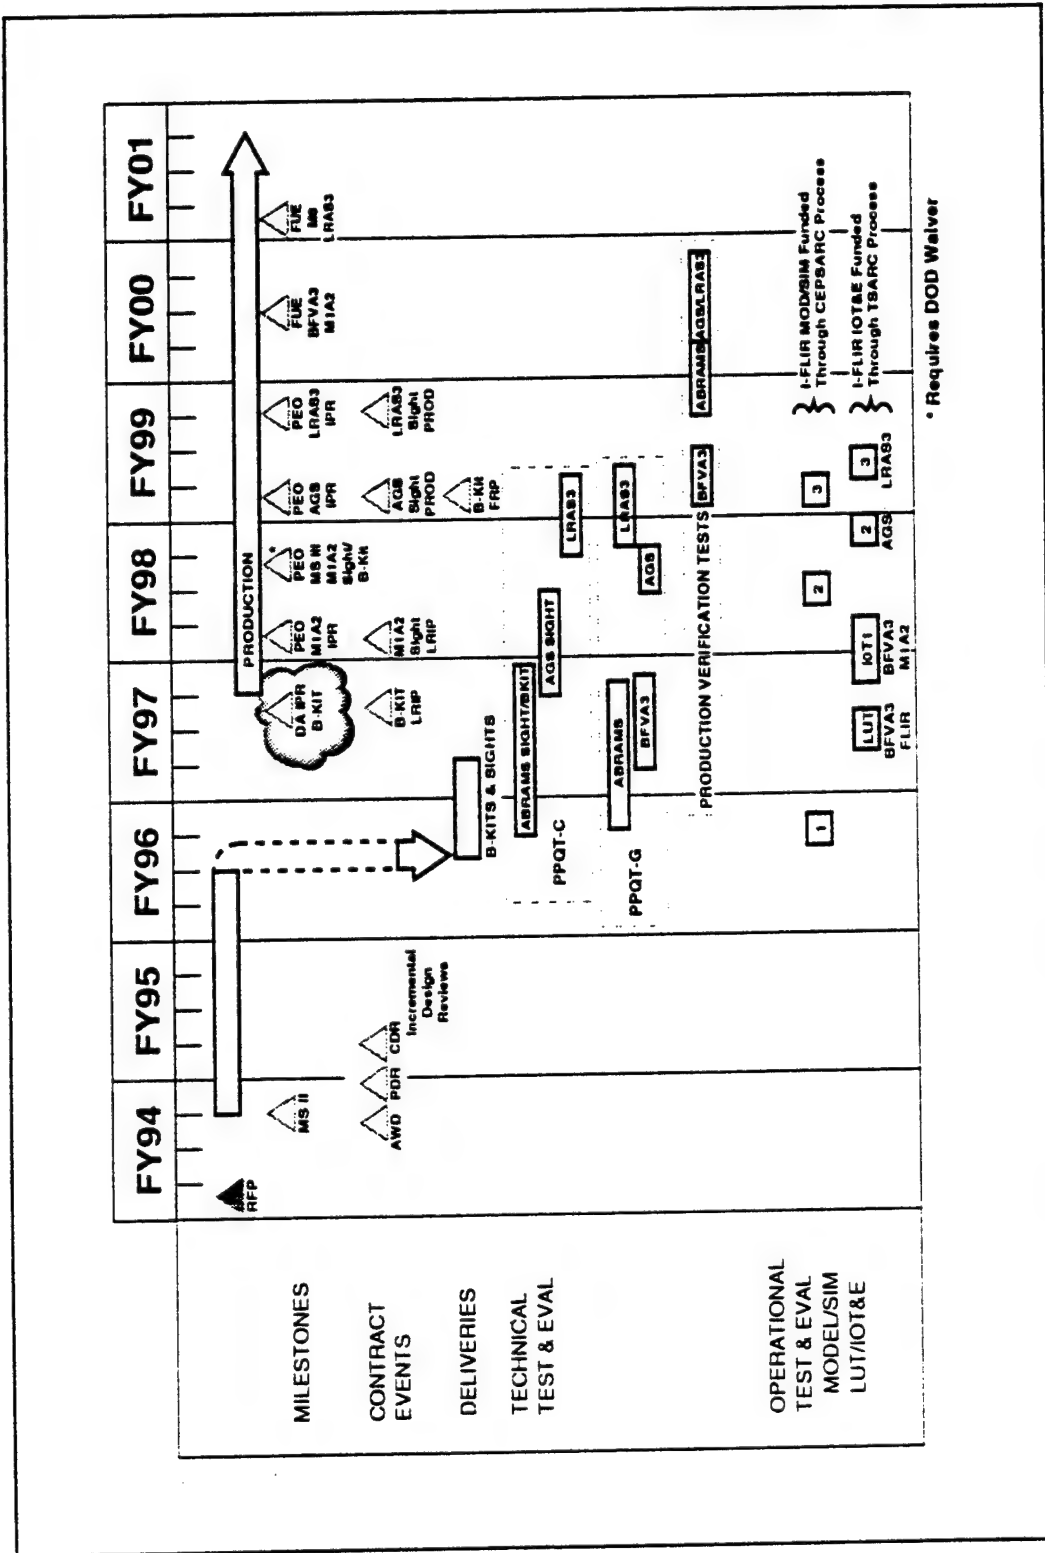 FY94 FY95 FY96 FY97 FY98 FY99 FY00 FY01
RFP
PRODUCTION
MILESTONES
MS II
DA IPR
B-KIT
PEO
M1A2
IPR
PEO
MS III
M1A2
Sight/
B-Kit
*
PEO
AGS
IPR
PEO
LRAS3
IPR
FUE
BFVA3
M1A2
FUE
M8
LRAS3
CONTRACT
EVENTS
AWD
PDR
CDR
Incremental
Design
Reviews
B-KIT
LRIP
M1A2
Sight
LRIP
AGS
Sight
PROD
LRAS3
Sight
PROD
DELIVERIES
B-KITS & SIGHTS
B-Kit
FRP
TECHNICAL
TEST & EVAL
PPQT-C
ABRAMS SIGHT/BKIT
AGS SIGHT
LRAS3
PPQT-G
ABRAMS
BFVA3
AGS
LRAS3
PRODUCTION VERIFICATION TESTS
BFVA3
ABRAMS/AGS/LRAS3
OPERATIONAL
TEST & EVAL
MODEL/SIM
LUT/IOT&E
1
2
3
I-FLIR MOD/SIM Funded
Through CEPSARC Process
LUT
BFVA3
FLIR
IOT1
BFVA3
M1A2
2
AGS
3
LRAS3
I-FLIR IOT&E Funded
Through TSARC Process
* Requires DOD Waiver